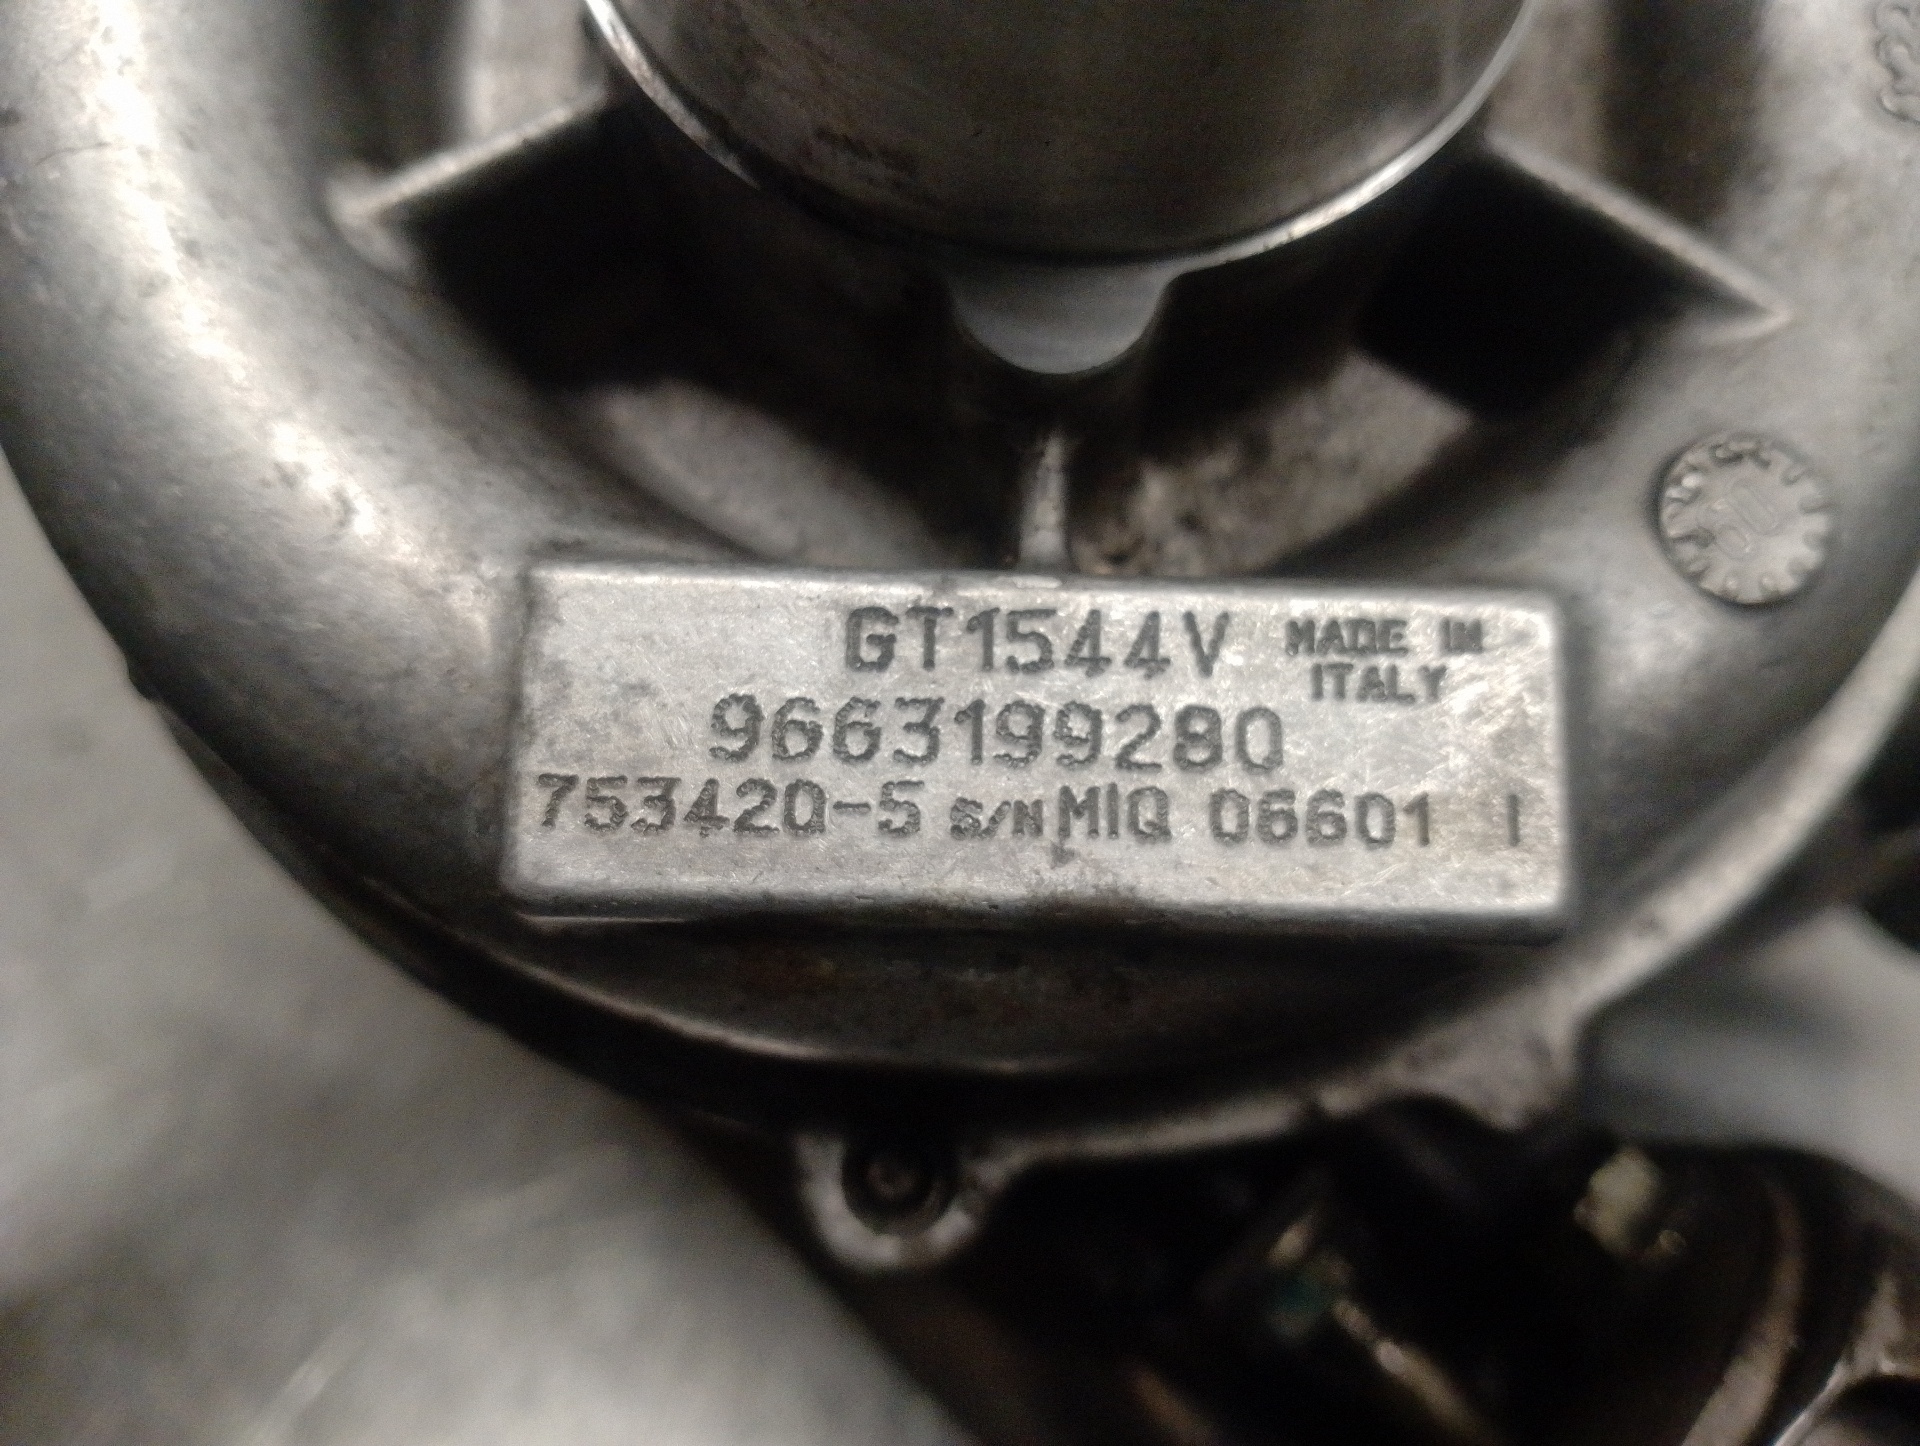 GT1544V MADE IN
ITALY
9663199280
753420-5 S/N MIQ 06601 I